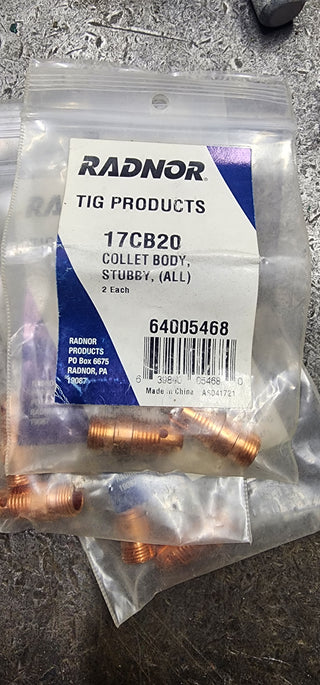 RADNOR®
TIG PRODUCTS
17CB20
COLLET BODY,
STUBBY, (ALL)
2 Each
64005468
RADNOR
PRODUCTS
PO Box 6675
RADNOR, PA
19087
Made in China AS041721